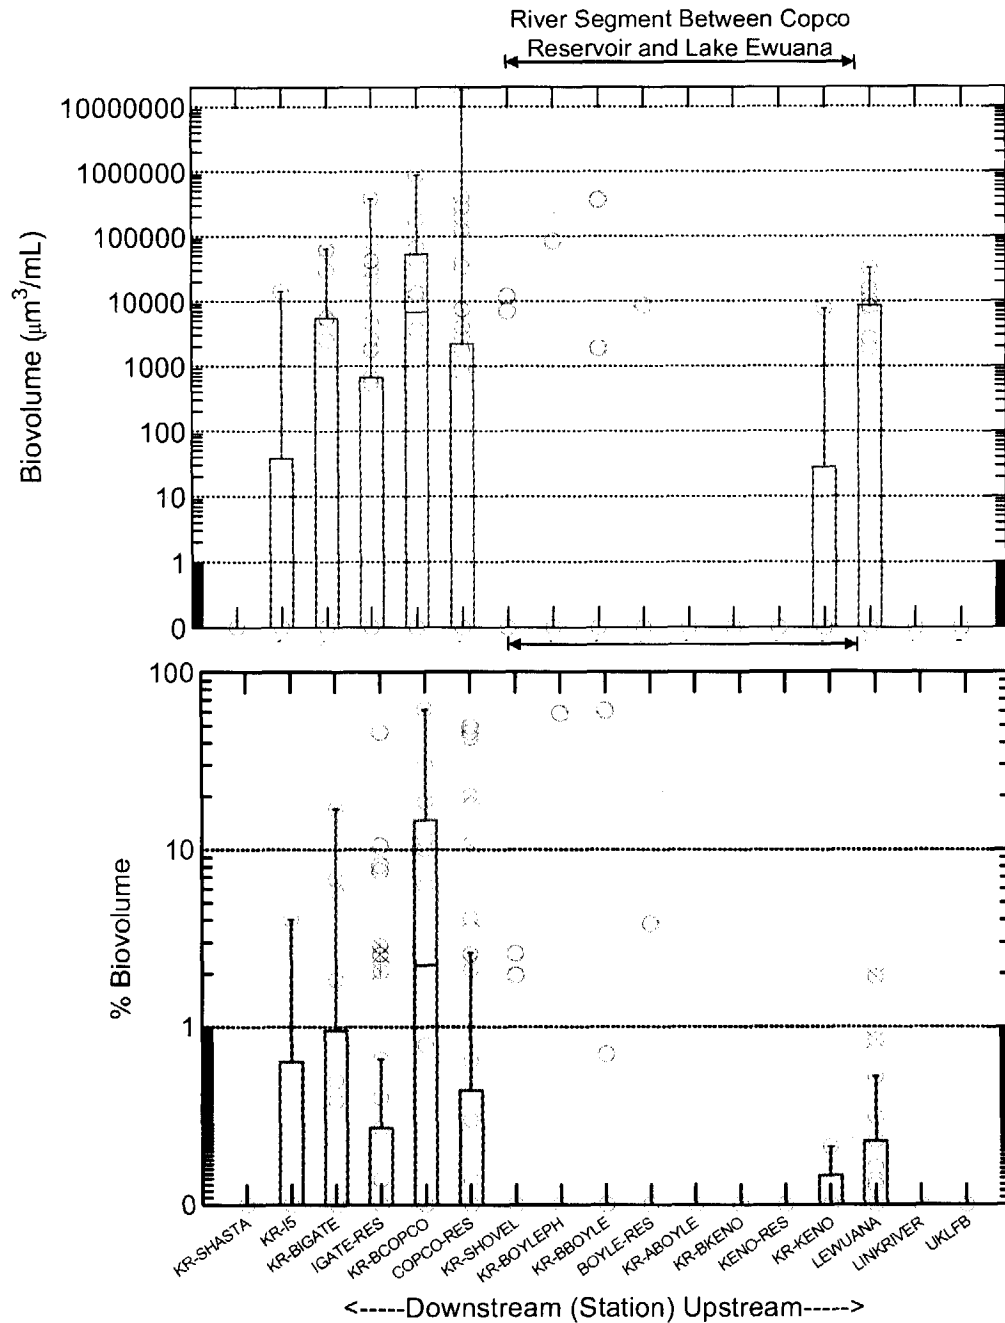 River Segment Between Copco
Reservoir and Lake Ewuana
10000000
1000000
100000
10000
1000
100
10
1
0
Biovolume (μm³/mL)
100
10
1
0
% Biovolume
KR-SHASTA
KR-I5
KR-BIGATE
IGATE-RES
KR-BCOPCO
COPCO-RES
KR-SHOVEL
KR-BOYLEPH
KR-BBOYLE
BOYLE-RES
KR-ABOYLE
KR-BKENO
KENO-RES
KR-KENO
LEWUANA
LINKRIVER
UKLFB
<-----Downstream (Station) Upstream----->